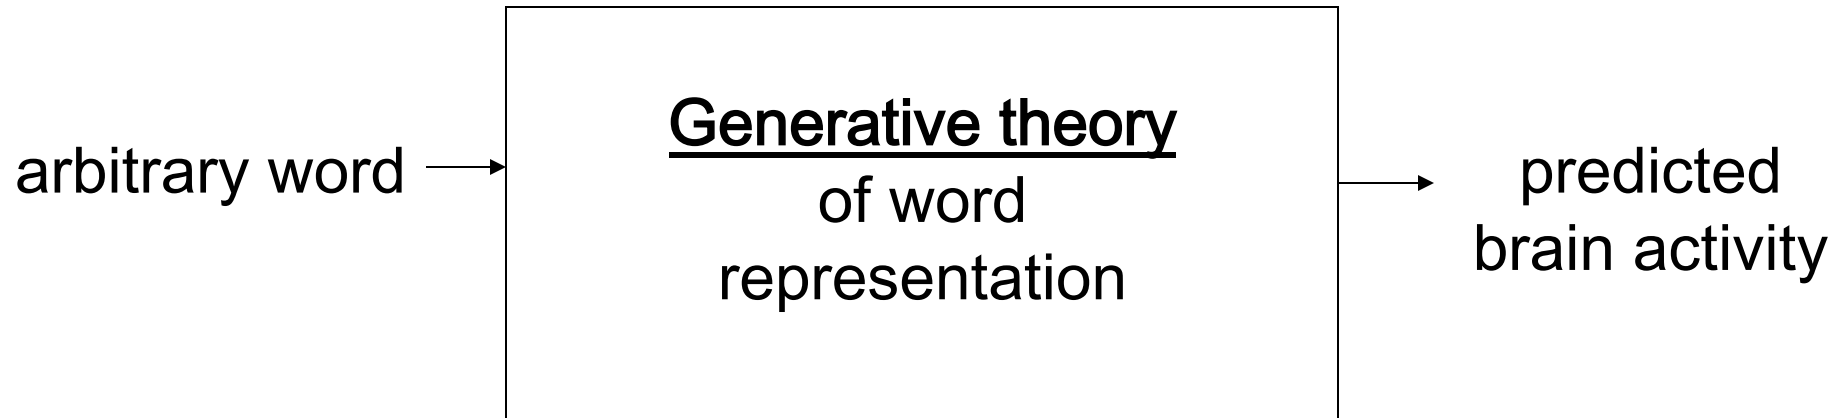 arbitrary word
Generative theory
of word
representation
predicted
brain activity